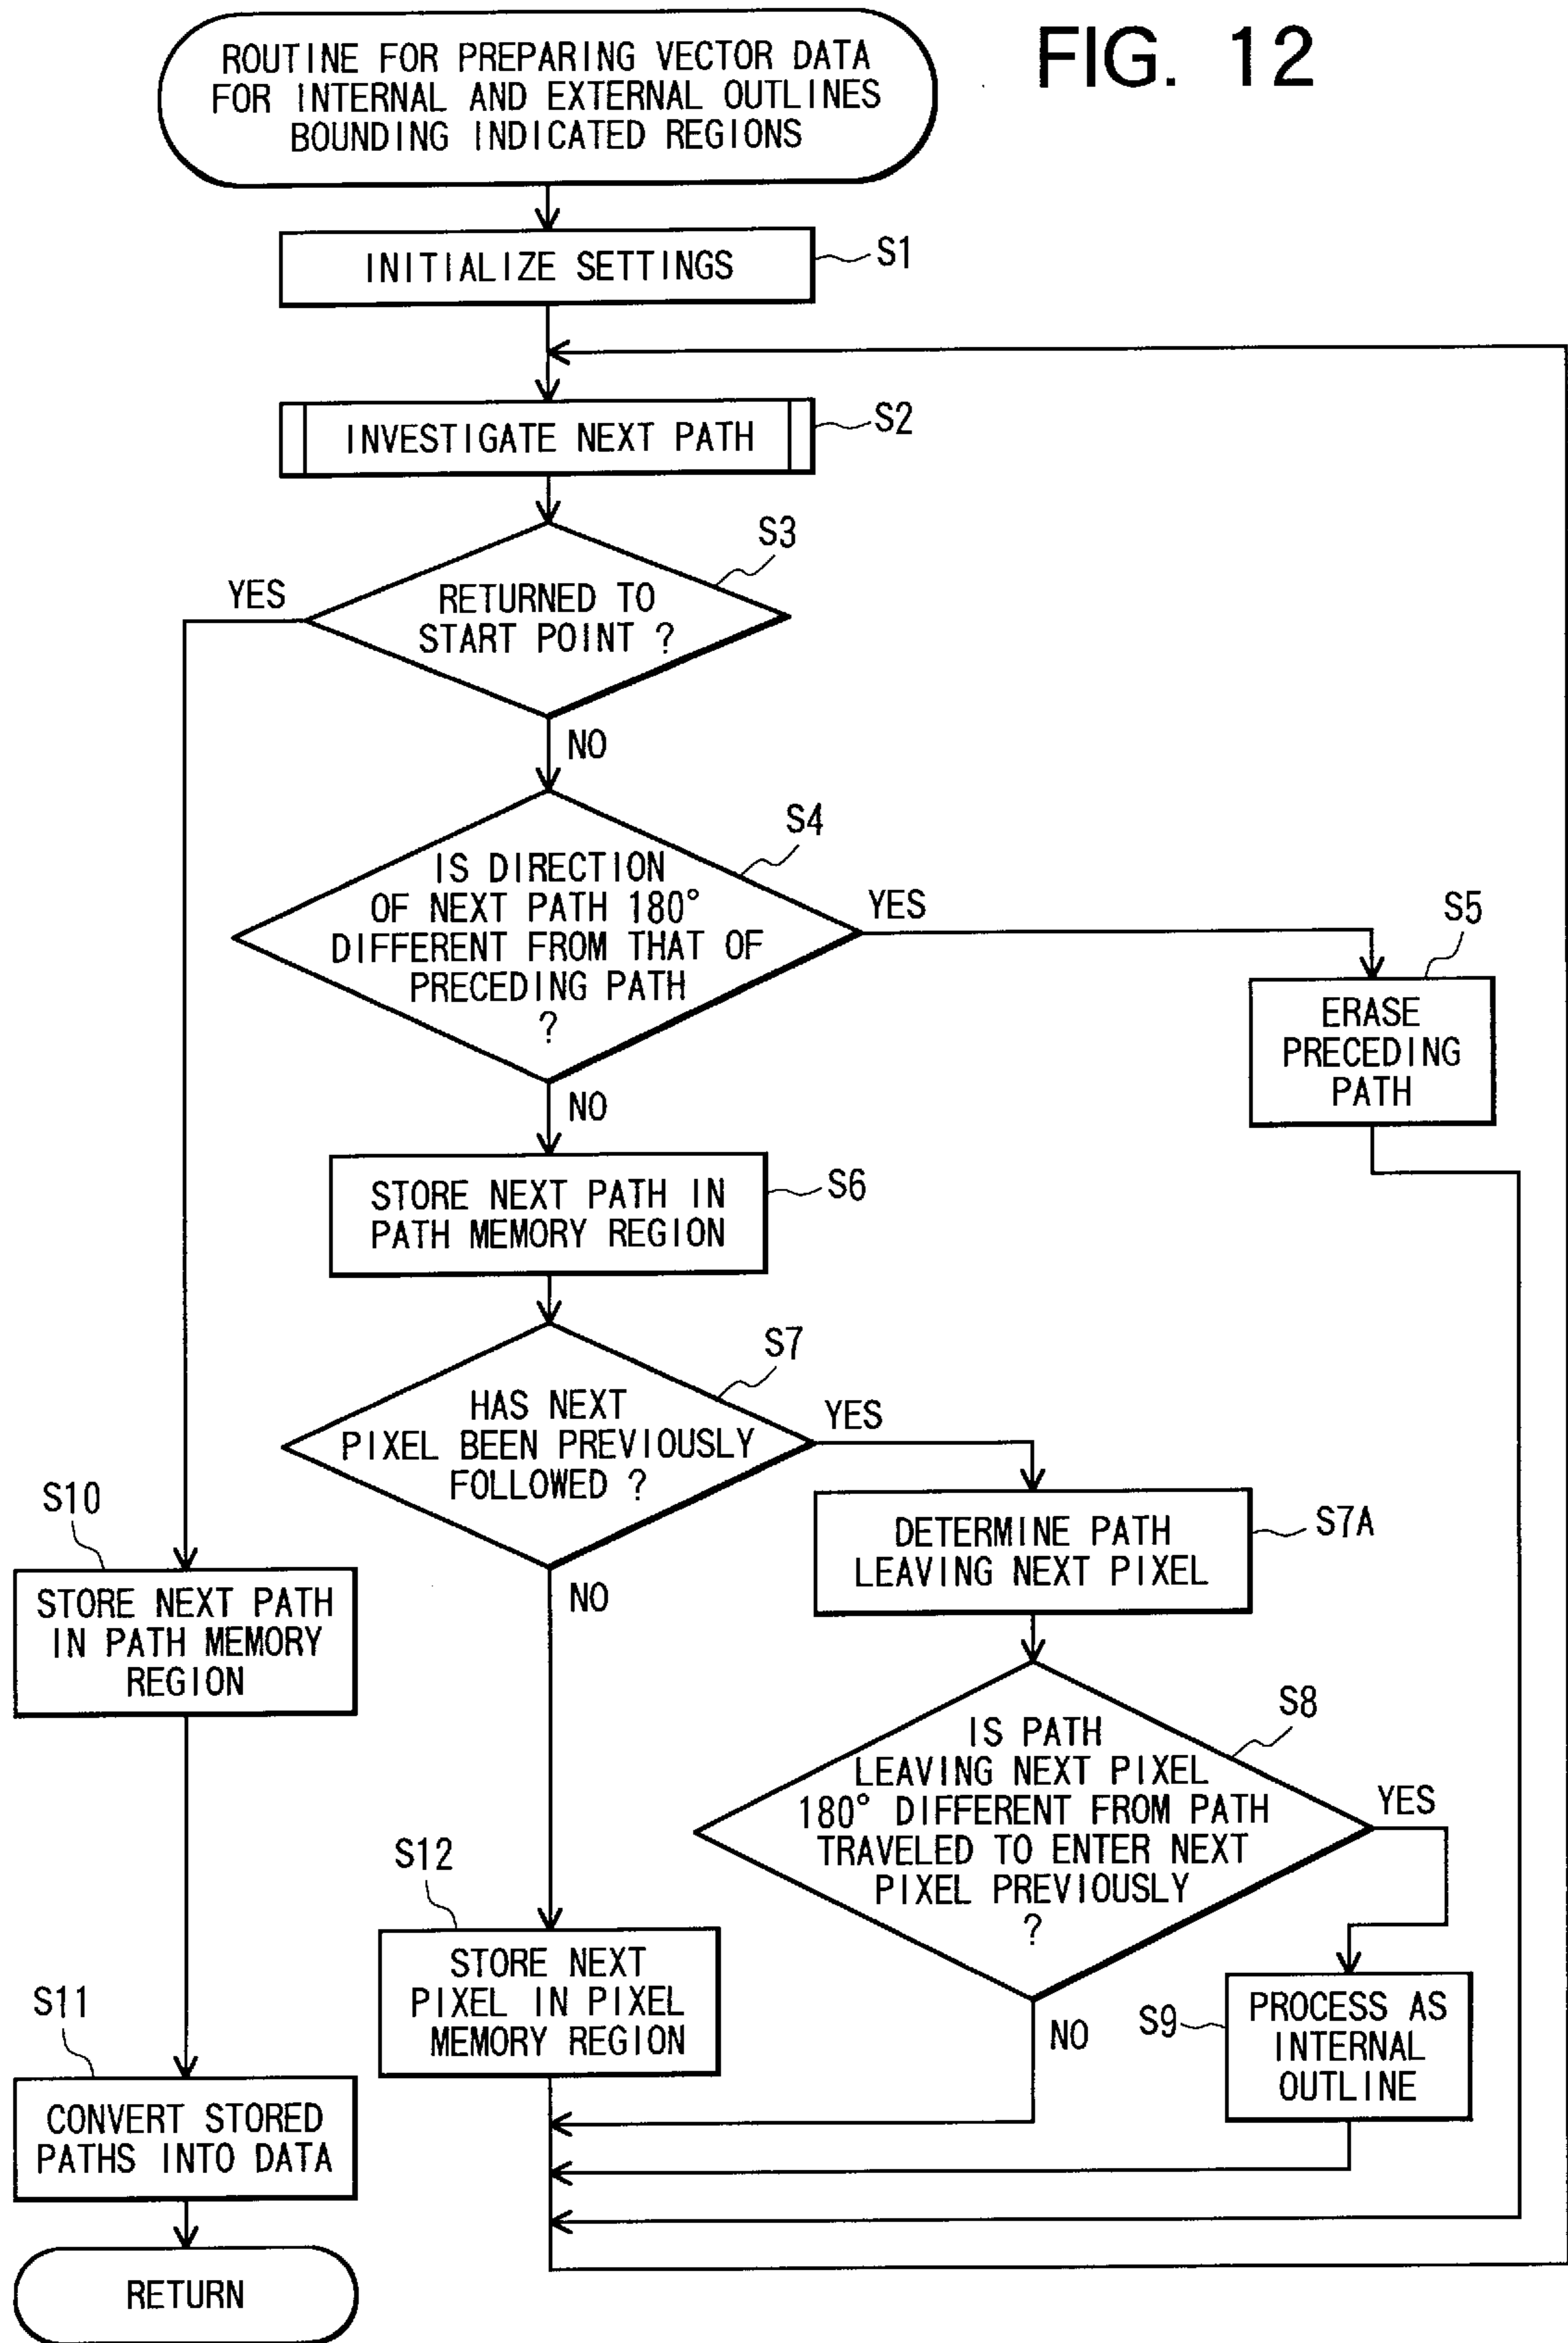 FIG. 12
ROUTINE FOR PREPARING VECTOR DATA
FOR INTERNAL AND EXTERNAL OUTLINES
BOUNDING INDICATED REGIONS
INITIALIZE SETTINGS
S1
INVESTIGATE NEXT PATH
S2
S3
YES
RETURNED TO
START POINT ?
NO
S4
IS DIRECTION
OF NEXT PATH 180°
DIFFERENT FROM THAT OF
PRECEDING PATH
?
YES
S5
ERASE
PRECEDING
PATH
NO
STORE NEXT PATH IN
PATH MEMORY REGION
S6
S7
HAS NEXT
PIXEL BEEN PREVIOUSLY
FOLLOWED ?
YES
NO
DETERMINE PATH
LEAVING NEXT PIXEL
S7A
S10
STORE NEXT PATH
IN PATH MEMORY
REGION
S8
IS PATH
LEAVING NEXT PIXEL
180° DIFFERENT FROM PATH
TRAVELED TO ENTER NEXT
PIXEL PREVIOUSLY
?
YES
NO
S12
STORE NEXT
PIXEL IN PIXEL
MEMORY REGION
S9
PROCESS AS
INTERNAL
OUTLINE
S11
CONVERT STORED
PATHS INTO DATA
RETURN